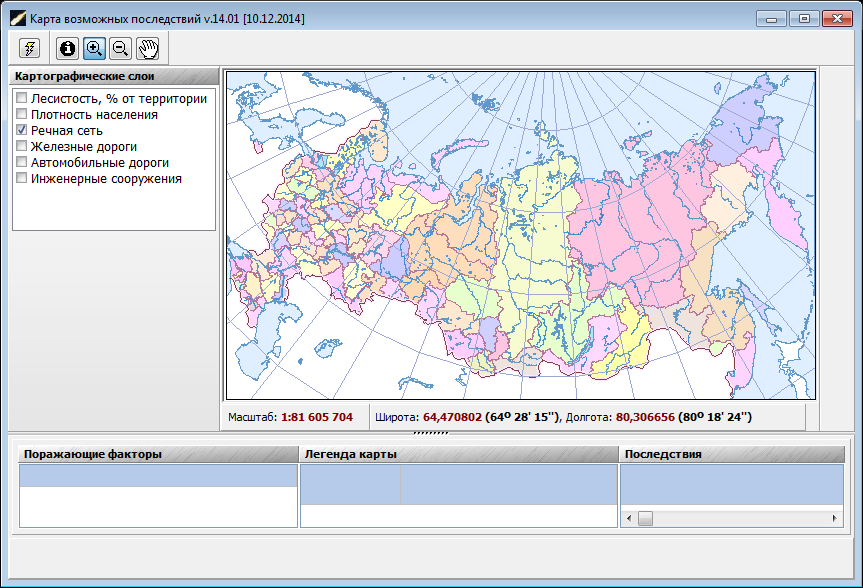 Карта возможных последствий v.14.01 [10.12.2014]
Картографические слои
Лесистость, % от территории
Плотность населения
Речная сеть
Железные дороги
Автомобильные дороги
Инженерные сооружения
Масштаб: 1:81 605 704
Широта: 64,470802 (64º 28' 15"), Долгота: 80,306656 (80º 18' 24")
Поражающие факторы
Легенда карты
Последствия